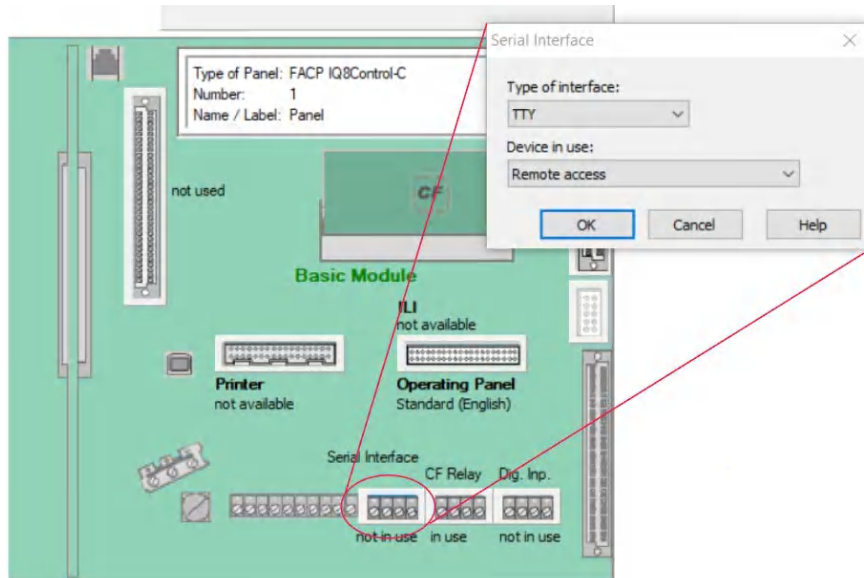 Type of Panel: FACP IQ8Control-C
Number: 1
Name / Label: Panel
Serial Interface
Type of interface:
TTY
Device in use:
Remote access
OK Cancel Help
not used
CF
Basic Module
ILI
not available
Printer
not available
Operating Panel
Standard (English)
Serial Interface
CF Relay
Dig. Inp.
not in use
in use
not in use